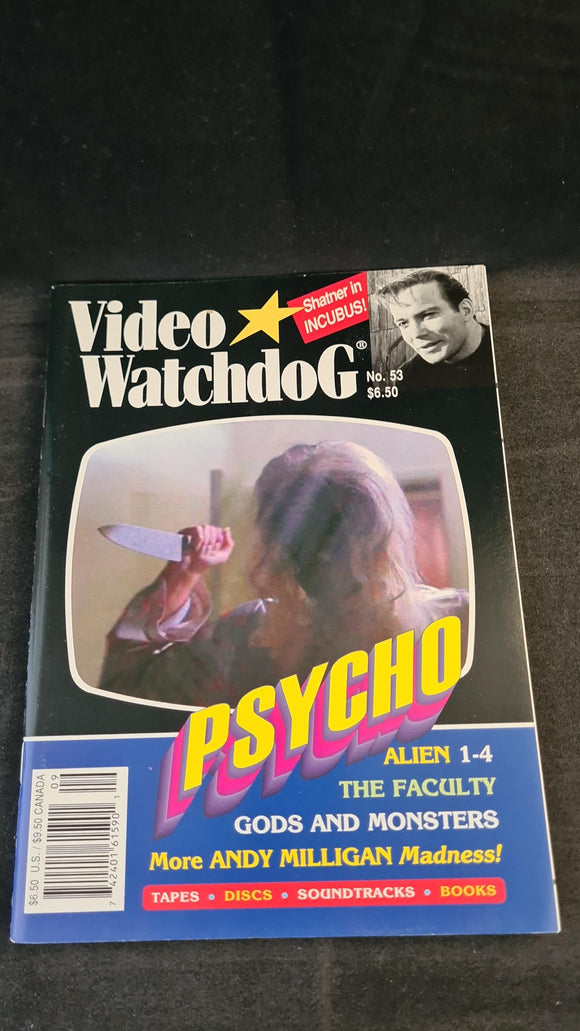 Video
WatchdoG®
Shatner in
INCUBUS!
No. 53
$6.50
PSYCHO
ALIEN 1-4
THE FACULTY
GODS AND MONSTERS
More ANDY MILLIGAN Madness!
TAPES • DISCS • SOUNDTRACKS • BOOKS
$6.50 U.S. / $9.50 CANADA
09
7 42401 61590 1